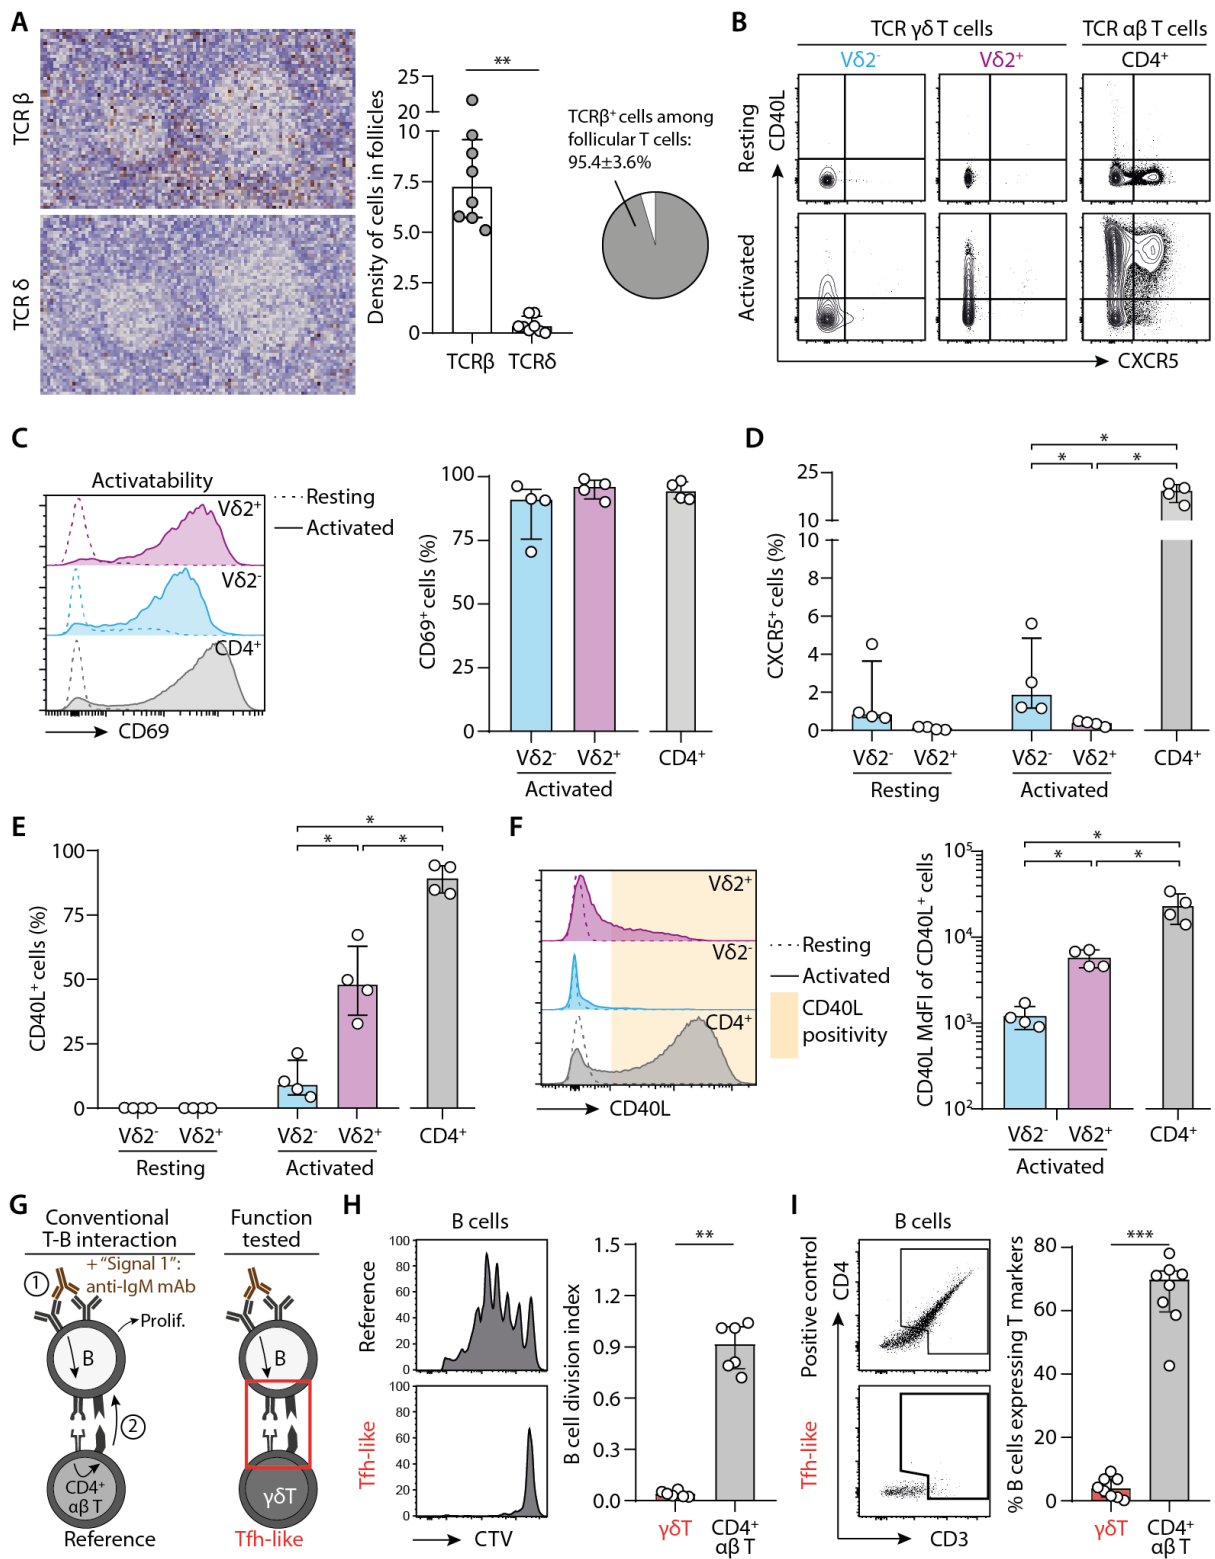 A
TCR β
TCR δ
Density of cells in follicles
25
20
10
7.5
5.0
2.5
0
**
TCRβ
TCRδ
TCRβ⁺ cells among
follicular T cells:
95.4±3.6%
B
TCR γδ T cells
TCR αβ T cells
Vδ2⁻
Vδ2⁺
CD4⁺
Resting
Activated
CD40L
CXCR5
C
Activatability
Resting
Activated
Vδ2⁺
Vδ2⁻
CD4⁺
CD69
CD69⁺ cells (%)
100
75
50
25
0
Vδ2⁻
Vδ2⁺
CD4⁺
Activated
D
CXCR5⁺ cells (%)
25
10
10
8
6
4
2
0
*
*
*
Vδ2⁻
Vδ2⁺
Vδ2⁻
Vδ2⁺
CD4⁺
Resting
Activated
E
CD40L⁺ cells (%)
100
75
50
25
0
*
*
*
Vδ2⁻
Vδ2⁺
Vδ2⁻
Vδ2⁺
CD4⁺
Resting
Activated
F
Vδ2⁺
Vδ2⁻
CD4⁺
CD40L
Resting
Activated
CD40L
positivity
CD40L MdFI of CD40L⁺ cells
10⁵
10⁴
10³
10²
*
*
*
Vδ2⁻
Vδ2⁺
CD4⁺
Activated
G
Conventional
T-B interaction
+ “Signal 1”:
anti-IgM mAb
1
Prolif.
B
2
CD4⁺
αβ T
Reference
Function
tested
B
γδT
Tfh-like
H
B cells
Reference
100
80
60
40
20
0
Tfh-like
100
80
60
40
20
0
CTV
B cell division index
1.5
1.2
0.9
0.6
0.3
0.0
**
γδT
CD4⁺
αβ T
I
B cells
Positive control
Tfh-like
CD4
CD3
% B cells expressing T markers
80
60
40
20
0
***
γδT
CD4⁺
αβ T